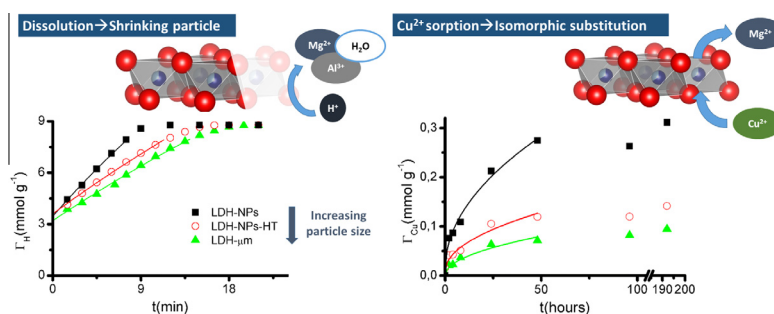 Dissolution→Shrinking particle
Mg²⁺
H₂O
Al³⁺
H⁺
Γ_H(mmol g⁻¹)
9
6
3
0
0
9
18
t(min)
LDH-NPs
LDH-NPs-HT
LDH-μm
Increasing
particle size
Cu²⁺ sorption→Isomorphic substitution
Mg²⁺
Cu²⁺
Γ_Cu(mmol g⁻¹)
0,3
0,2
0,1
0,0
0
50
100
190
200
t(hours)